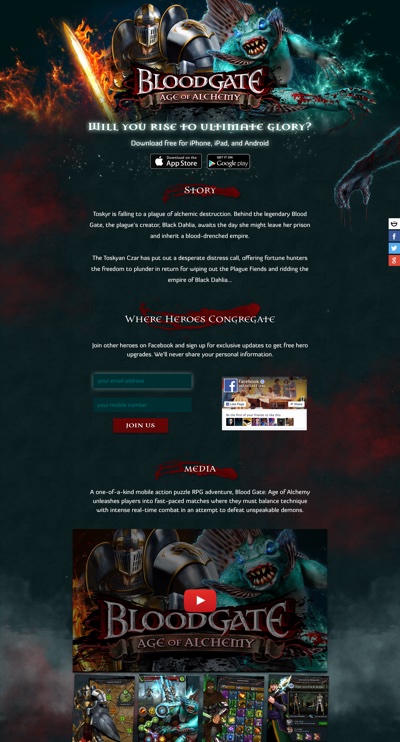 BLOODGATE
AGE OF ALCHEMY
WILL YOU RISE TO ULTIMATE GLORY?
Download free for iPhone, iPad, and Android
Download on the
App Store
GET IT ON
Google play
STORY
Toskyr is falling to a plague of alchemic destruction. Behind the legendary Blood
Gate, the plague's creator, Black Dahlia, awaits the day she might leave her prison
and inherit a blood-drenched empire.
The Toskyan Czar has put out a desperate distress call, offering fortune hunters
the freedom to plunder in return for wiping out the Plague Fiends and ridding the
empire of Black Dahlia...
WHERE HEROES CONGREGATE
Join other heroes on Facebook and sign up for exclusive updates to get free hero
upgrades. We'll never share your personal information.
your email address
Facebook
your mobile number
Like Page
Share
Be the first of your friends to like this
JOIN US
MEDIA
A one-of-a-kind mobile action puzzle RPG adventure, Blood Gate: Age of Alchemy
unleashes players into fast-paced matches where they must balance technique
with intense real-time combat in an attempt to defeat unspeakable demons.
BLOODGATE
AGE OF ALCHEMY